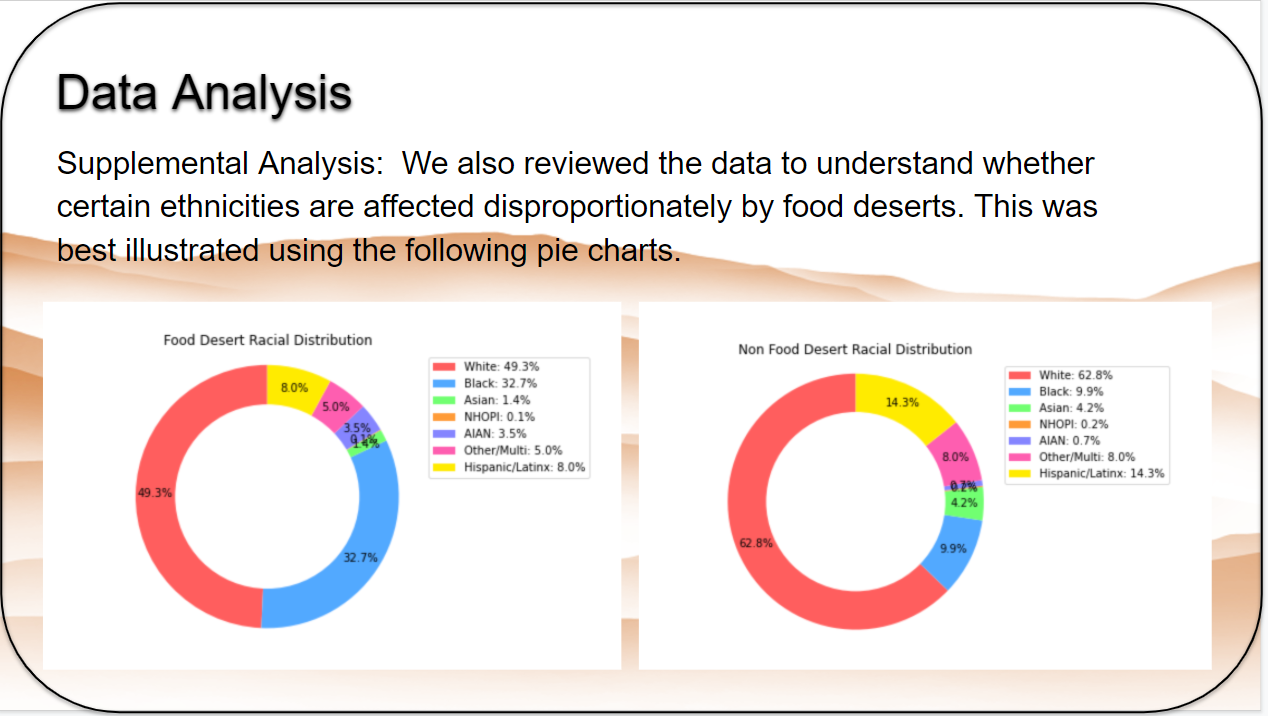 Data Analysis
Supplemental Analysis:  We also reviewed the data to understand whether
certain ethnicities are affected disproportionately by food deserts. This was
best illustrated using the following pie charts.
Food Desert Racial Distribution
White: 49.3%
Black: 32.7%
Asian: 1.4%
NHOPI: 0.1%
AIAN: 3.5%
Other/Multi: 5.0%
Hispanic/Latinx: 8.0%
8.0%
5.0%
3.5%
0.1%
1.4%
49.3%
32.7%
Non Food Desert Racial Distribution
White: 62.8%
Black: 9.9%
Asian: 4.2%
NHOPI: 0.2%
AIAN: 0.7%
Other/Multi: 8.0%
Hispanic/Latinx: 14.3%
14.3%
8.0%
0.7%
0.2%
4.2%
9.9%
62.8%